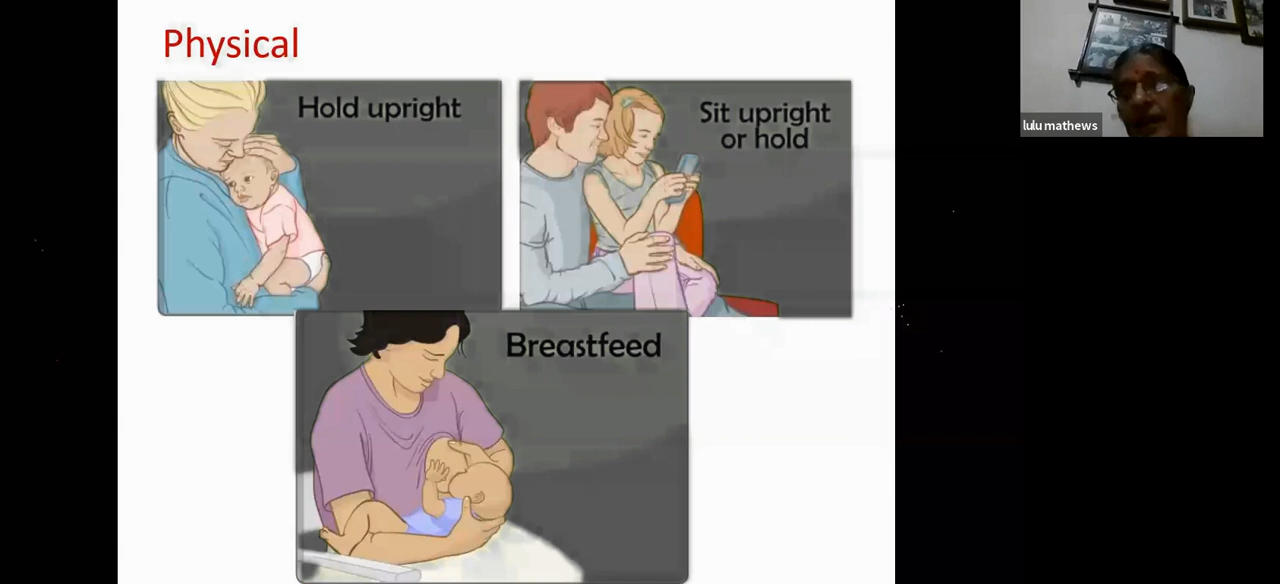 Physical
Hold upright
Sit upright
or hold
Breastfeed
lulu mathews